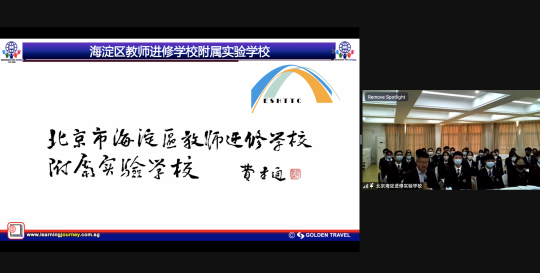 海淀区教师进修学校附属实验学校
ESHTTC
北京市海淀区教师进修学校
附属实验学校
费孝通
www.learningjourney.com.sg
© GOLDEN TRAVEL
Remove Spotlight
北京海淀进修实验学校